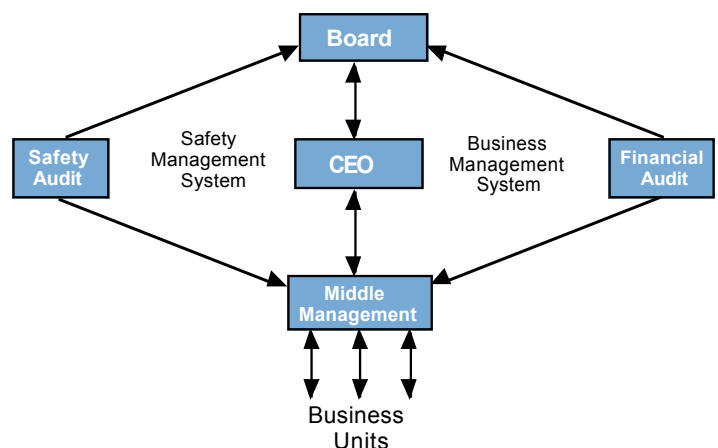 Board
Safety
Management
System
Business
Management
System
Safety
Audit
CEO
Financial
Audit
Middle
Management
Business
Units